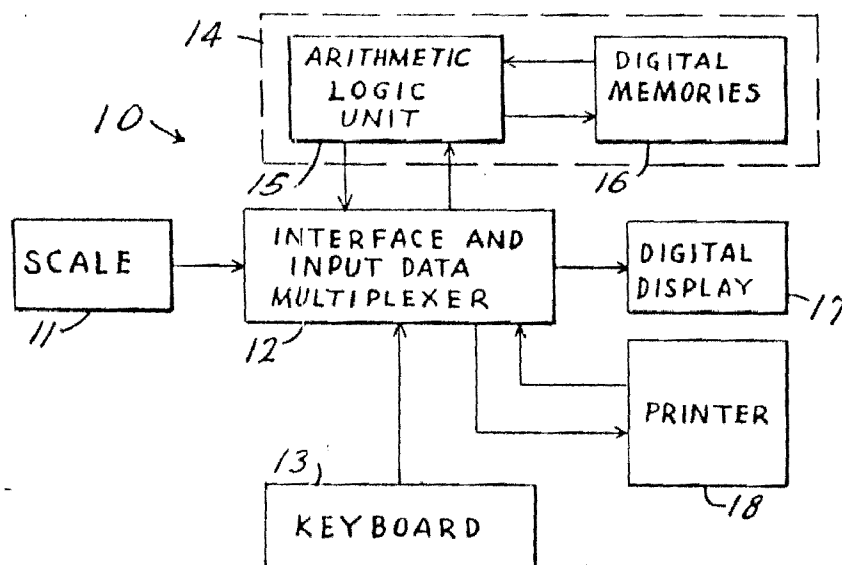 14
ARITHMETIC
LOGIC
UNIT
DIGITAL
MEMORIES
10
15
16
SCALE
INTERFACE AND
INPUT DATA
MULTIPLEXER
DIGITAL
DISPLAY
11
12
17
PRINTER
13
KEYBOARD
18